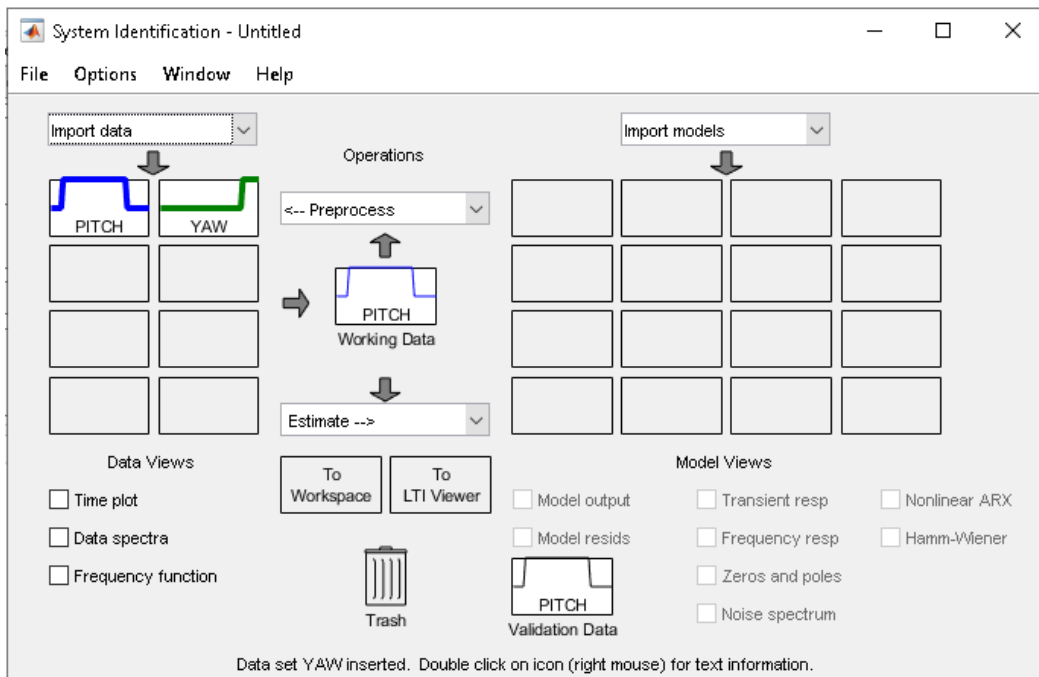 System Identification - Untitled
File Options Window Help
Import data
Import models
Operations
PITCH
YAW
<-- Preprocess
PITCH
Working Data
Estimate -->
Data Views
Model Views
To
Workspace
To
LTI Viewer
Time plot
Data spectra
Frequency function
Model output
Transient resp
Nonlinear ARX
Model resids
Frequency resp
Hamm-Wiener
Zeros and poles
Noise spectrum
Trash
PITCH
Validation Data
Data set YAW inserted. Double click on icon (right mouse) for text information.